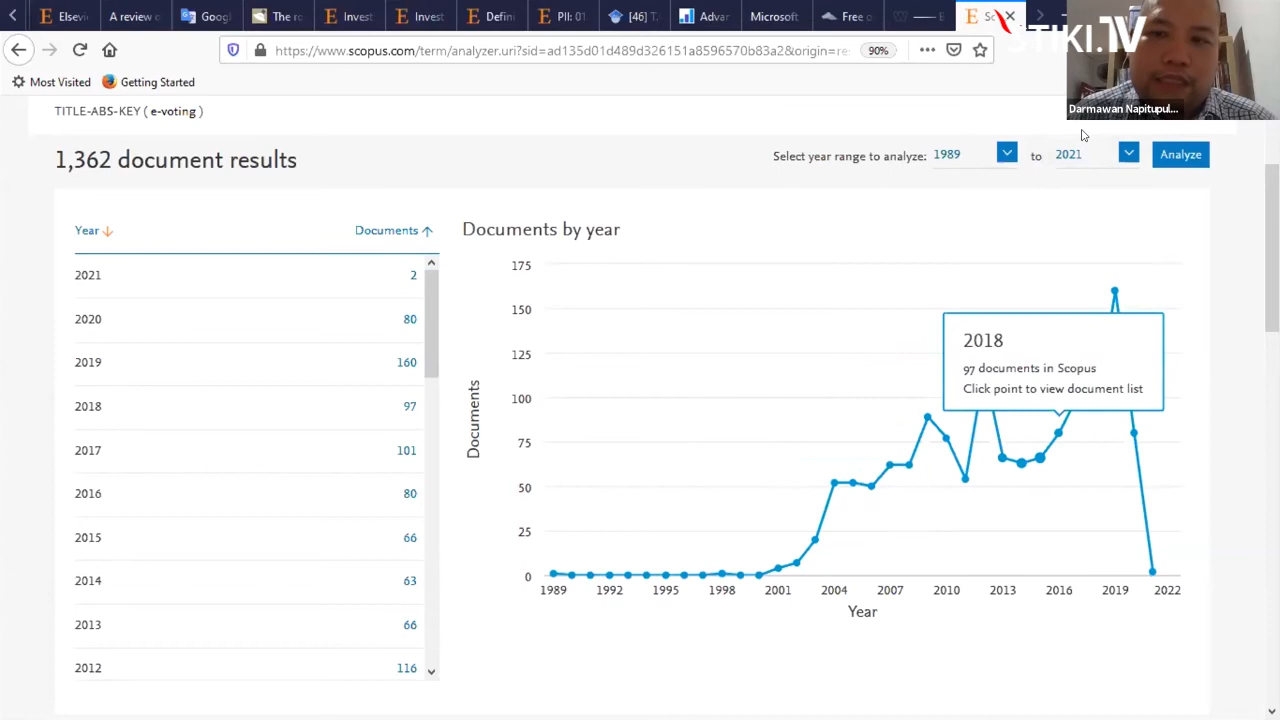 Elsevi
A review o
Googl
The ro
Invest
Invest
Defini
PII: 01
[46] T.
Advar
Microsoft
Free o
https://www.scopus.com/term/analyzer.uri?sid=ad135d01d489d326151a8596570b83a2&origin=re
90%
STIKI.TV
Most Visited
Getting Started
Darmawan Napitupul...
TITLE-ABS-KEY ( e-voting )
1,362 document results
Select year range to analyze: 1989 to 2021 Analyze
Year Documents
2021 2
2020 80
2019 160
2018 97
2017 101
2016 80
2015 66
2014 63
2013 66
2012 116
Documents by year
175
150
125
100
75
50
25
0
Documents
2018
97 documents in Scopus
Click point to view document list
1989 1992 1995 1998 2001 2004 2007 2010 2013 2016 2019 2022
Year